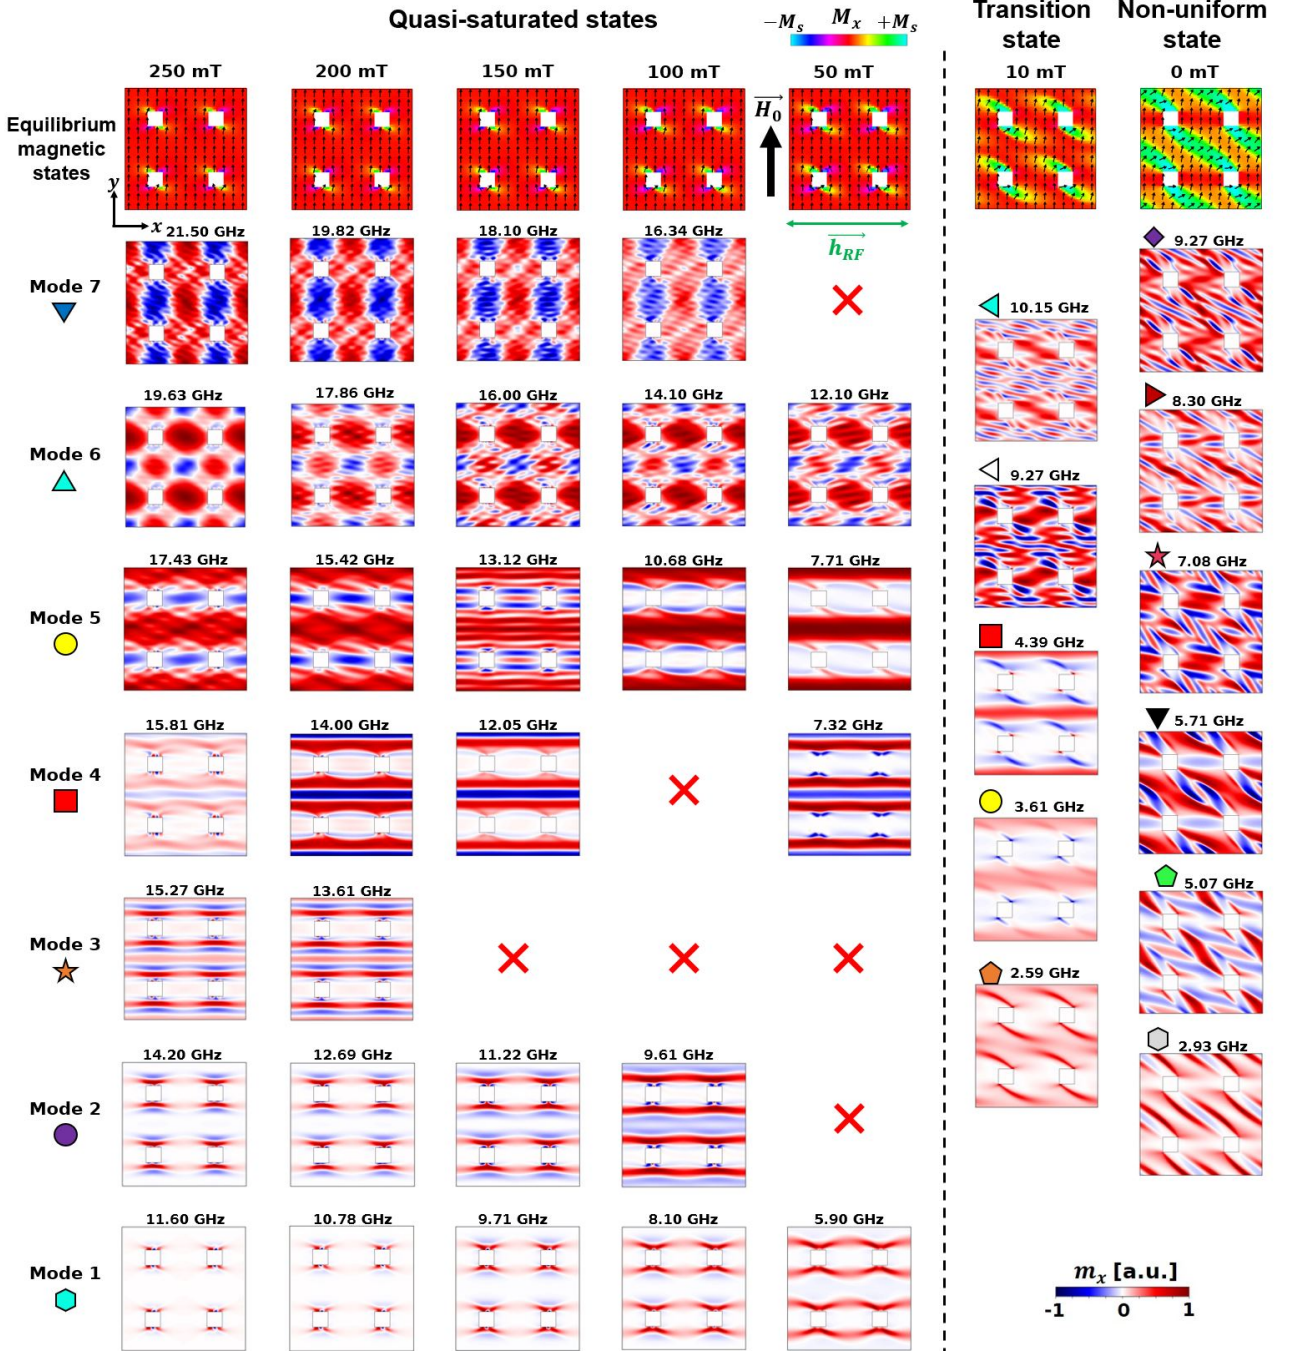 Quasi-saturated states
Transition state
Non-uniform state
−Ms Mx +Ms
250 mT
200 mT
150 mT
100 mT
50 mT
10 mT
0 mT
Equilibrium
magnetic
states
H0
y
x
hRF
Mode 7
21.50 GHz
19.82 GHz
18.10 GHz
16.34 GHz
Mode 6
19.63 GHz
17.86 GHz
16.00 GHz
14.10 GHz
12.10 GHz
Mode 5
17.43 GHz
15.42 GHz
13.12 GHz
10.68 GHz
7.71 GHz
Mode 4
15.81 GHz
14.00 GHz
12.05 GHz
7.32 GHz
Mode 3
15.27 GHz
13.61 GHz
Mode 2
14.20 GHz
12.69 GHz
11.22 GHz
9.61 GHz
Mode 1
11.60 GHz
10.78 GHz
9.71 GHz
8.10 GHz
5.90 GHz
10.15 GHz
9.27 GHz
4.39 GHz
3.61 GHz
2.59 GHz
9.27 GHz
8.30 GHz
7.08 GHz
5.71 GHz
5.07 GHz
2.93 GHz
mx [a.u.]
-1 0 1